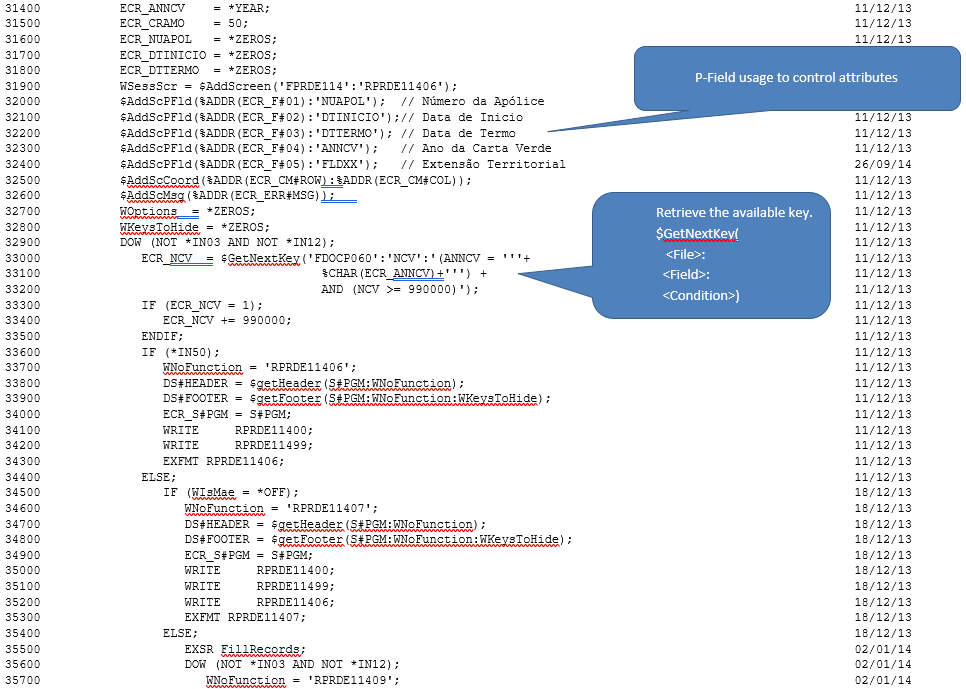 31400 ECR_ANNCV = *YEAR; 11/12/13
31500 ECR_CRAMO = 50; 11/12/13
31600 ECR_NUAPOL = *ZEROS; 11/12/13
31700 ECR_DTINICIO = *ZEROS;
31800 ECR_DTTERMO = *ZEROS;
31900 WSessScr = $AddScreen('FPRDE114':'RPRDE11406');
P-Field usage to control attributes
32000 $AddScPFld(%ADDR(ECR_F#01):'NUAPOL'); // Número da Apólice
32100 $AddScPFld(%ADDR(ECR_F#02):'DTINICIO');// Data de Inicio 11/12/13
32200 $AddScPFld(%ADDR(ECR_F#03):'DTTERMO'); // Data de Termo 11/12/13
32300 $AddScPFld(%ADDR(ECR_F#04):'ANNCV'); // Ano da Carta Verde 11/12/13
32400 $AddScPFld(%ADDR(ECR_F#05):'FLDXX'); // Extensão Territorial 26/09/14
32500 $AddScCoord(%ADDR(ECR_CM#ROW):%ADDR(ECR_CM#COL)); 11/12/13
32600 $AddScMsg(%ADDR(ECR_ERR#MSG)); 11/12/13
32700 WOptions = *ZEROS; 11/12/13
32800 WKeysToHide = *ZEROS; 11/12/13
32900 DOW (NOT *IN03 AND NOT *IN12); 11/12/13
33000 ECR_NCV = $GetNextKey('FDOCP060':'NCV':'(ANNCV = '''+ 11/12/13
33100 %CHAR(ECR_ANNCV)+''') + 11/12/13
33200 AND (NCV >= 990000)'); 11/12/13
Retrieve the available key.
$GetNextKey(
<File>:
<Field>:
<Condition>)
33300 IF (ECR_NCV = 1); 11/12/13
33400 ECR_NCV += 990000; 11/12/13
33500 ENDIF; 11/12/13
33600 IF (*IN50); 11/12/13
33700 WNoFunction = 'RPRDE11406'; 11/12/13
33800 DS#HEADER = $getHeader(S#PGM:WNoFunction); 11/12/13
33900 DS#FOOTER = $getFooter(S#PGM:WNoFunction:WKeysToHide); 11/12/13
34000 ECR_S#PGM = S#PGM; 11/12/13
34100 WRITE RPRDE11400; 11/12/13
34200 WRITE RPRDE11499; 11/12/13
34300 EXFMT RPRDE11406; 11/12/13
34400 ELSE; 11/12/13
34500 IF (WIsMae = *OFF); 18/12/13
34600 WNoFunction = 'RPRDE11407'; 18/12/13
34700 DS#HEADER = $getHeader(S#PGM:WNoFunction); 18/12/13
34800 DS#FOOTER = $getFooter(S#PGM:WNoFunction:WKeysToHide); 18/12/13
34900 ECR_S#PGM = S#PGM; 18/12/13
35000 WRITE RPRDE11400; 18/12/13
35100 WRITE RPRDE11499; 18/12/13
35200 WRITE RPRDE11406; 18/12/13
35300 EXFMT RPRDE11407; 18/12/13
35400 ELSE; 18/12/13
35500 EXSR FillRecords; 02/01/14
35600 DOW (NOT *IN03 AND NOT *IN12); 02/01/14
35700 WNoFunction = 'RPRDE11409'; 02/01/14